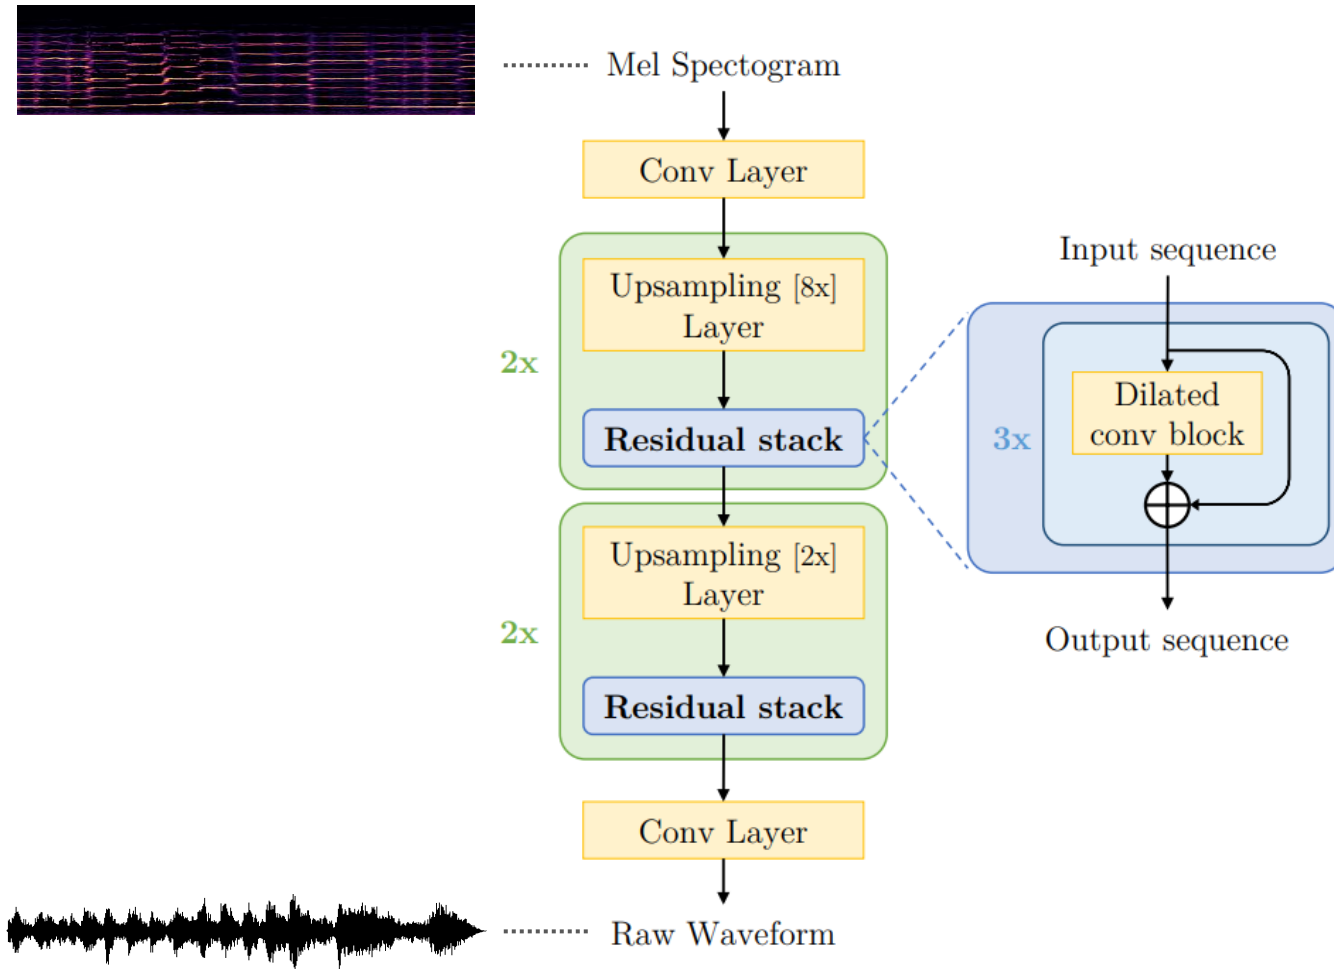 Mel Spectogram
Conv Layer
Upsampling [8x]
Layer
2x
Residual stack
Upsampling [2x]
Layer
2x
Residual stack
Conv Layer
Raw Waveform
Input sequence
Dilated
conv block
3x
Output sequence